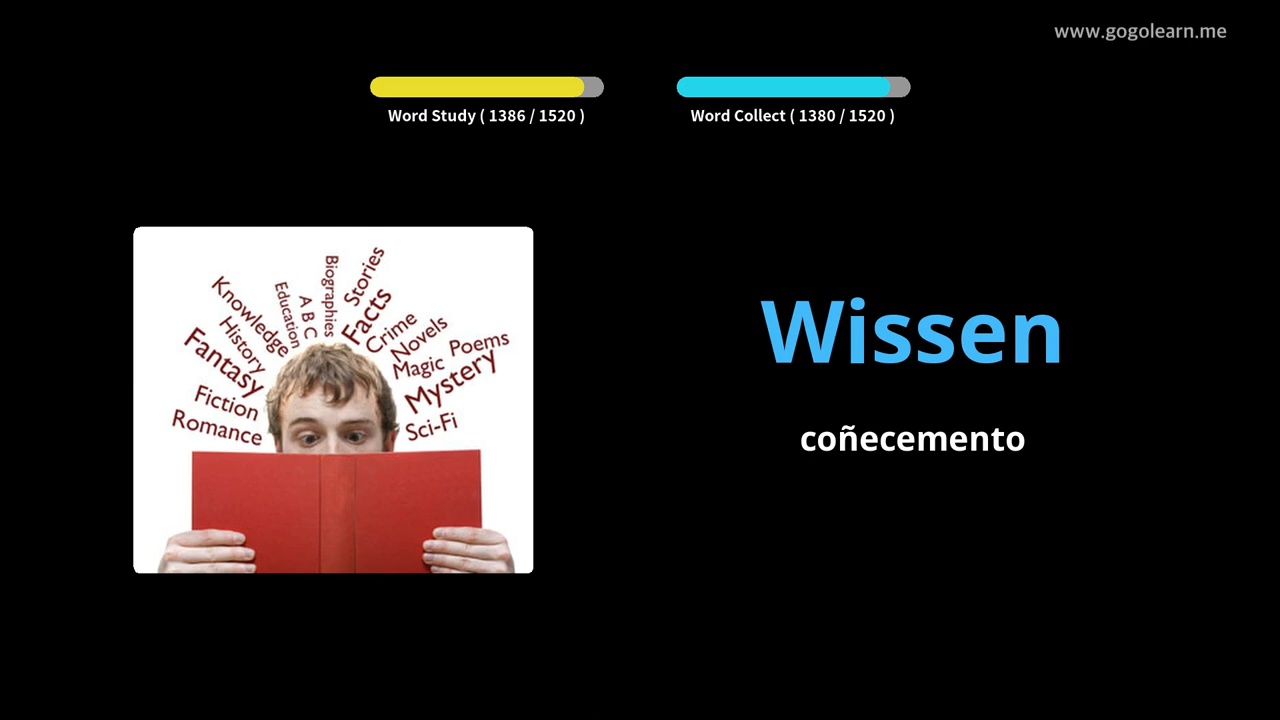 www.gogolearn.me
Word Study ( 1386 / 1520 )
Word Collect ( 1380 / 1520 )
Knowledge
Education
A B C
Biographies
Stories
Facts
Crime
Novels
Poems
Magic
Mystery
Sci-Fi
History
Fantasy
Fiction
Romance
Wissen
coñecemento